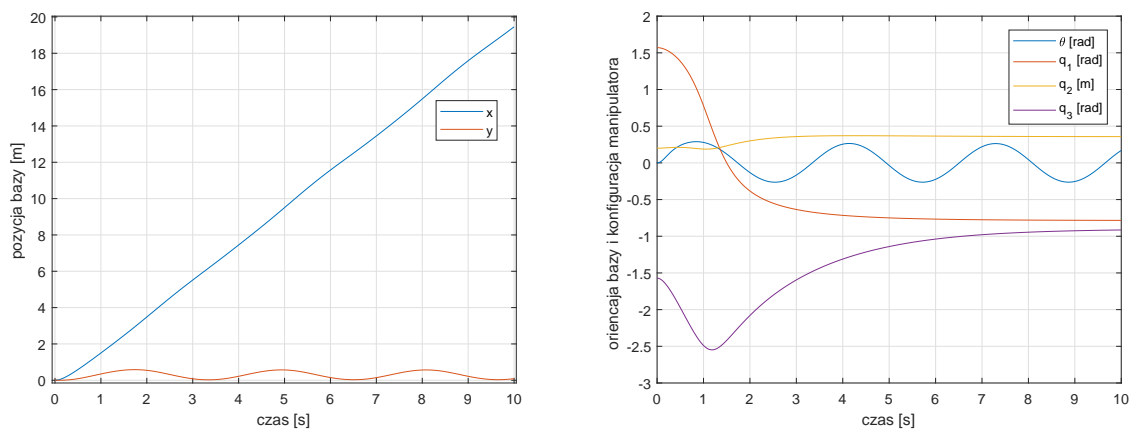 pozycja bazy [m]
20
18
16
14
12
10
8
6
4
2
0
x
y
0 1 2 3 4 5 6 7 8 9 10
czas [s]
oriencaja bazy i konfiguracja manipulatora
2
1.5
1
0.5
0
-0.5
-1
-1.5
-2
-2.5
-3
θ [rad]
q1 [rad]
q2 [m]
q3 [rad]
0 1 2 3 4 5 6 7 8 9 10
czas [s]